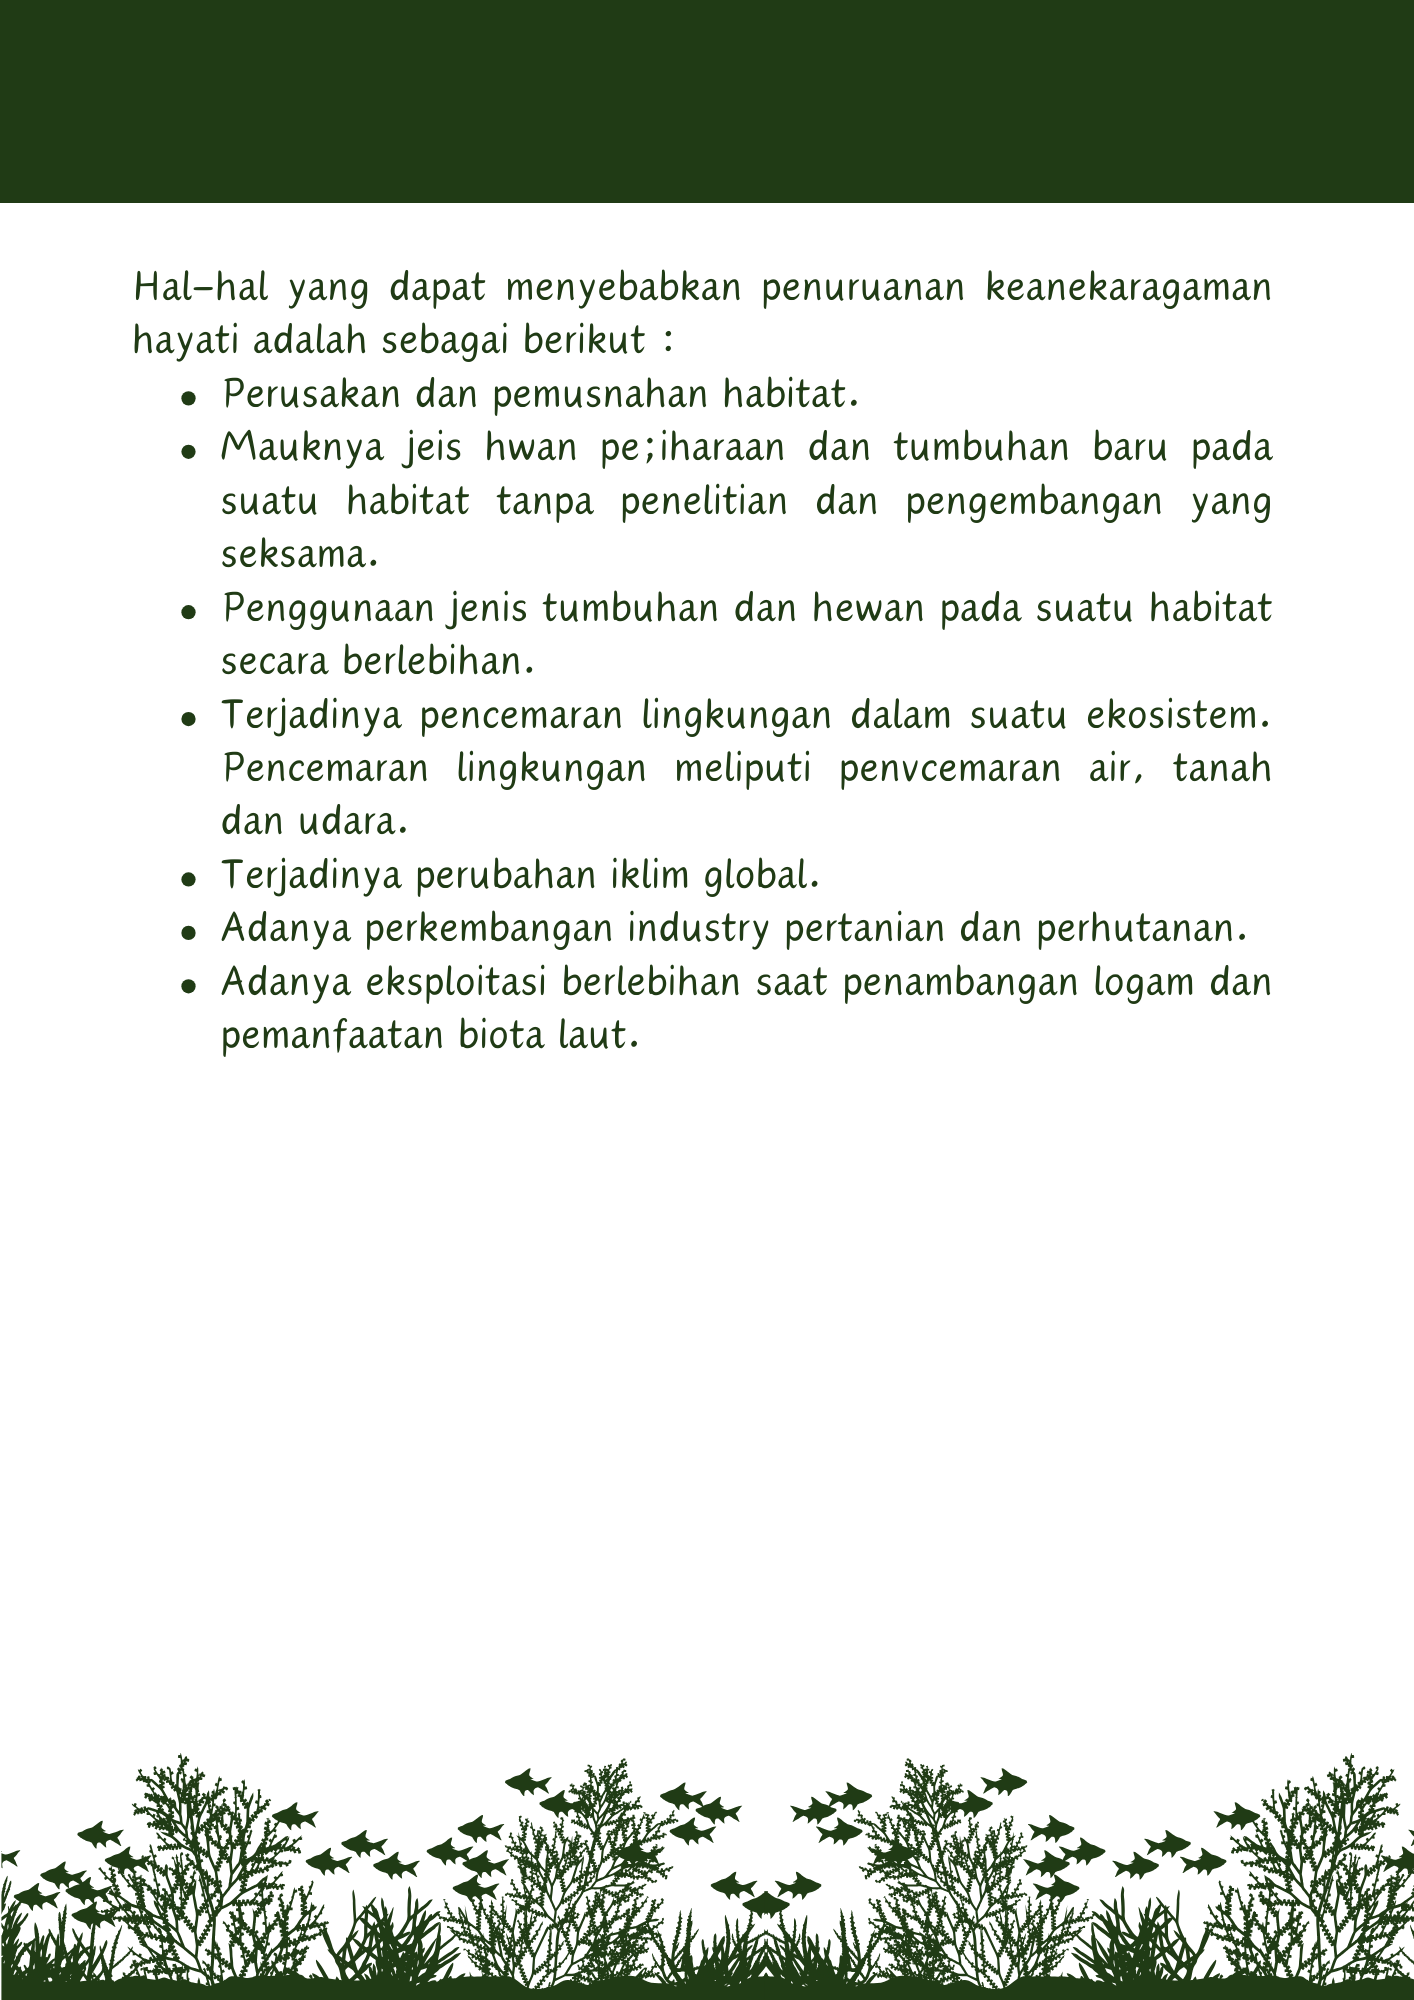 Hal-hal yang dapat menyebabkan penuruanan keanekaragaman
hayati adalah sebagai berikut :
• Perusakan dan pemusnahan habitat.
• Mauknya jeis hwan pe;iharaan dan tumbuhan baru pada
suatu habitat tanpa penelitian dan pengembangan yang
seksama.
• Penggunaan jenis tumbuhan dan hewan pada suatu habitat
secara berlebihan.
• Terjadinya pencemaran lingkungan dalam suatu ekosistem.
Pencemaran lingkungan meliputi penvcemaran air, tanah
dan udara.
• Terjadinya perubahan iklim global.
• Adanya perkembangan industry pertanian dan perhutanan.
• Adanya eksploitasi berlebihan saat penambangan logam dan
pemanfaatan biota laut.